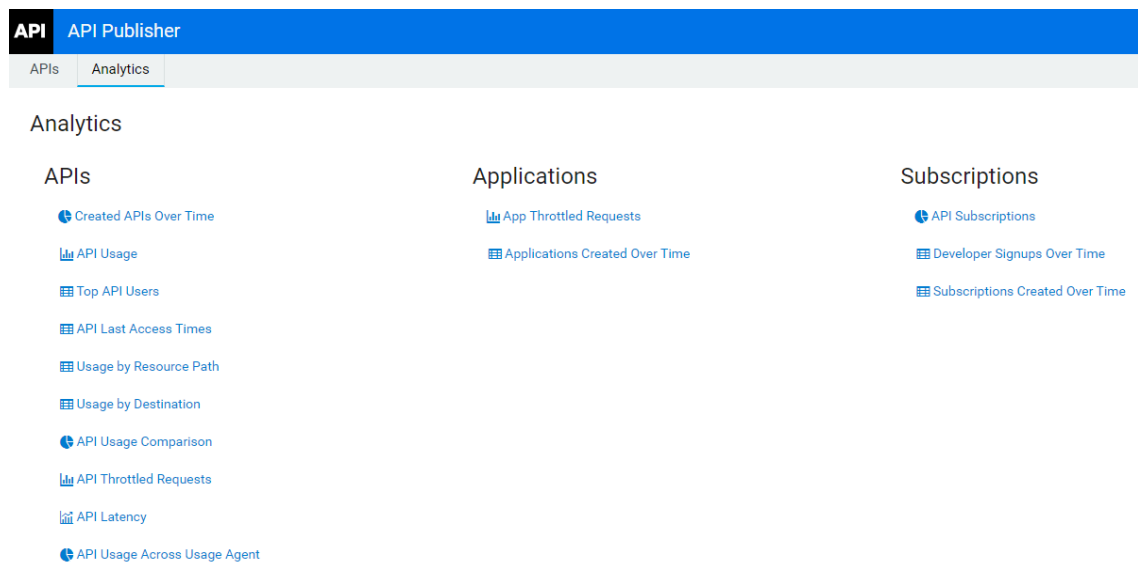 API API Publisher
APIs Analytics
Analytics
APIs
Created APIs Over Time
API Usage
Top API Users
API Last Access Times
Usage by Resource Path
Usage by Destination
API Usage Comparison
API Throttled Requests
API Latency
API Usage Across Usage Agent
Applications
App Throttled Requests
Applications Created Over Time
Subscriptions
API Subscriptions
Developer Signups Over Time
Subscriptions Created Over Time